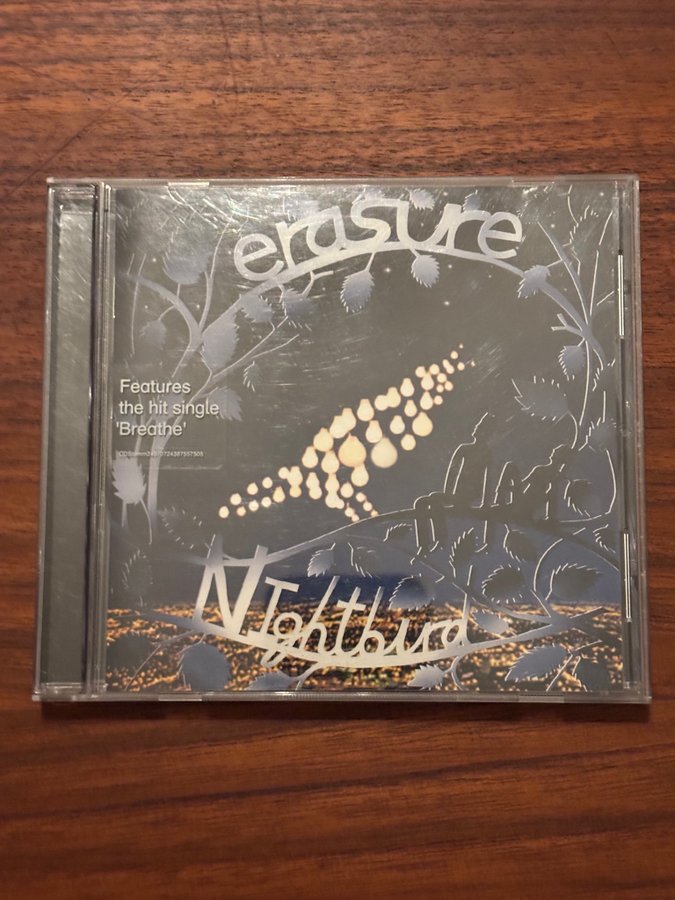 erasure
Features
the hit single
'Breathe'
Nightbird